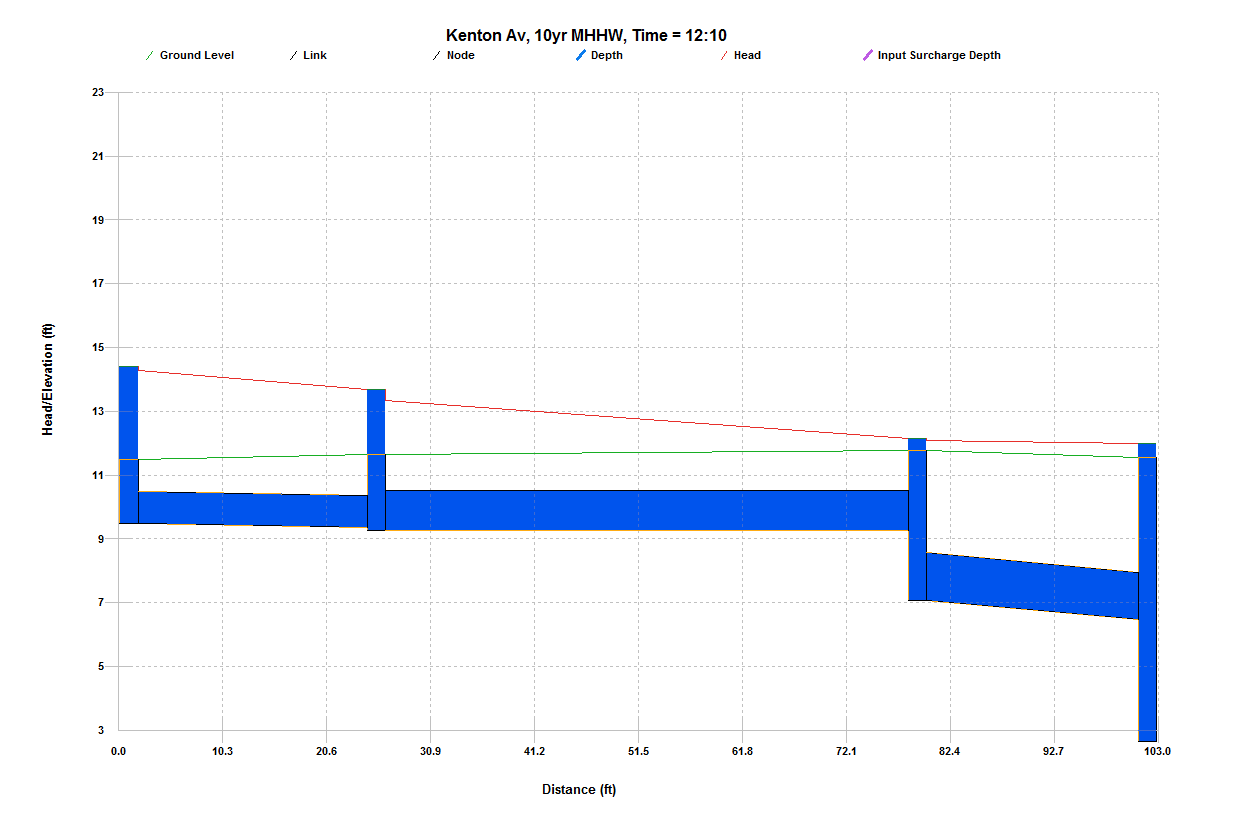 Kenton Av, 10yr MHHW, Time = 12:10
Ground Level Link Node Depth Head Input Surcharge Depth
23
21
19
17
15
13
11
9
7
5
3
Head/Elevation (ft)
0.0 10.3 20.6 30.9 41.2 51.5 61.8 72.1 82.4 92.7 103.0
Distance (ft)